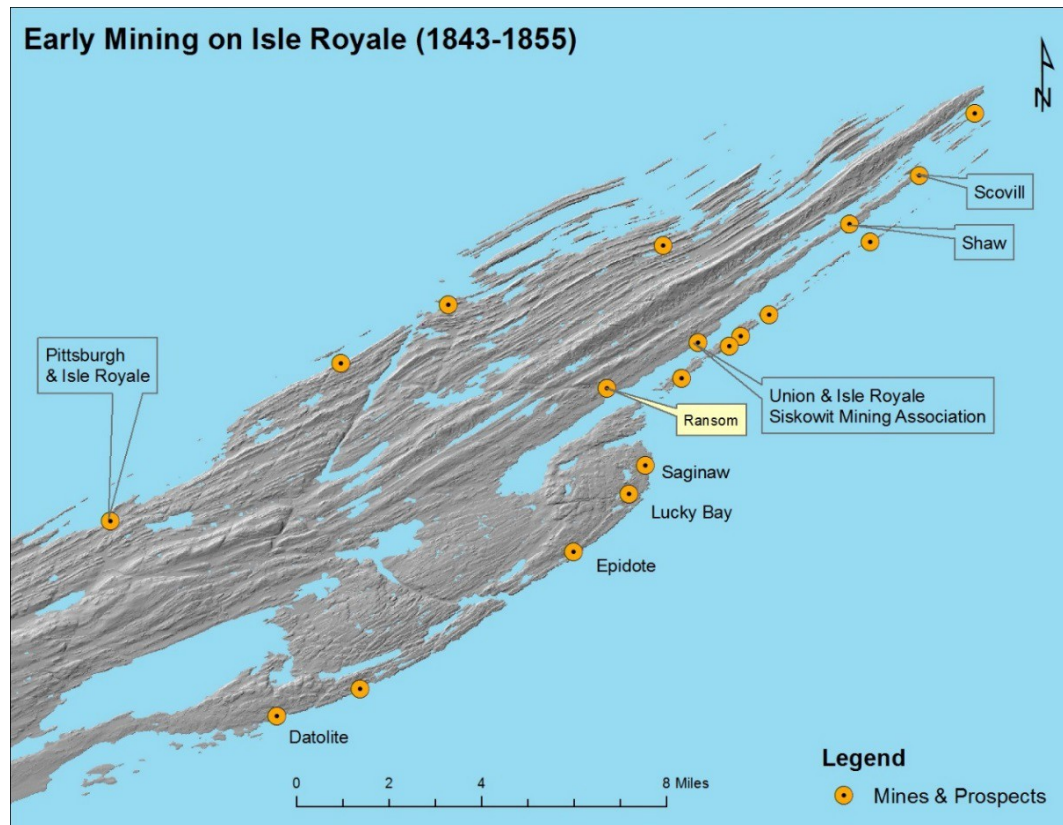 Early Mining on Isle Royale (1843-1855)
N
Scovill
Shaw
Pittsburgh
& Isle Royale
Union & Isle Royale
Siskowit Mining Association
Ransom
Saginaw
Lucky Bay
Epidote
Datolite
0 2 4 8 Miles
Legend
Mines & Prospects